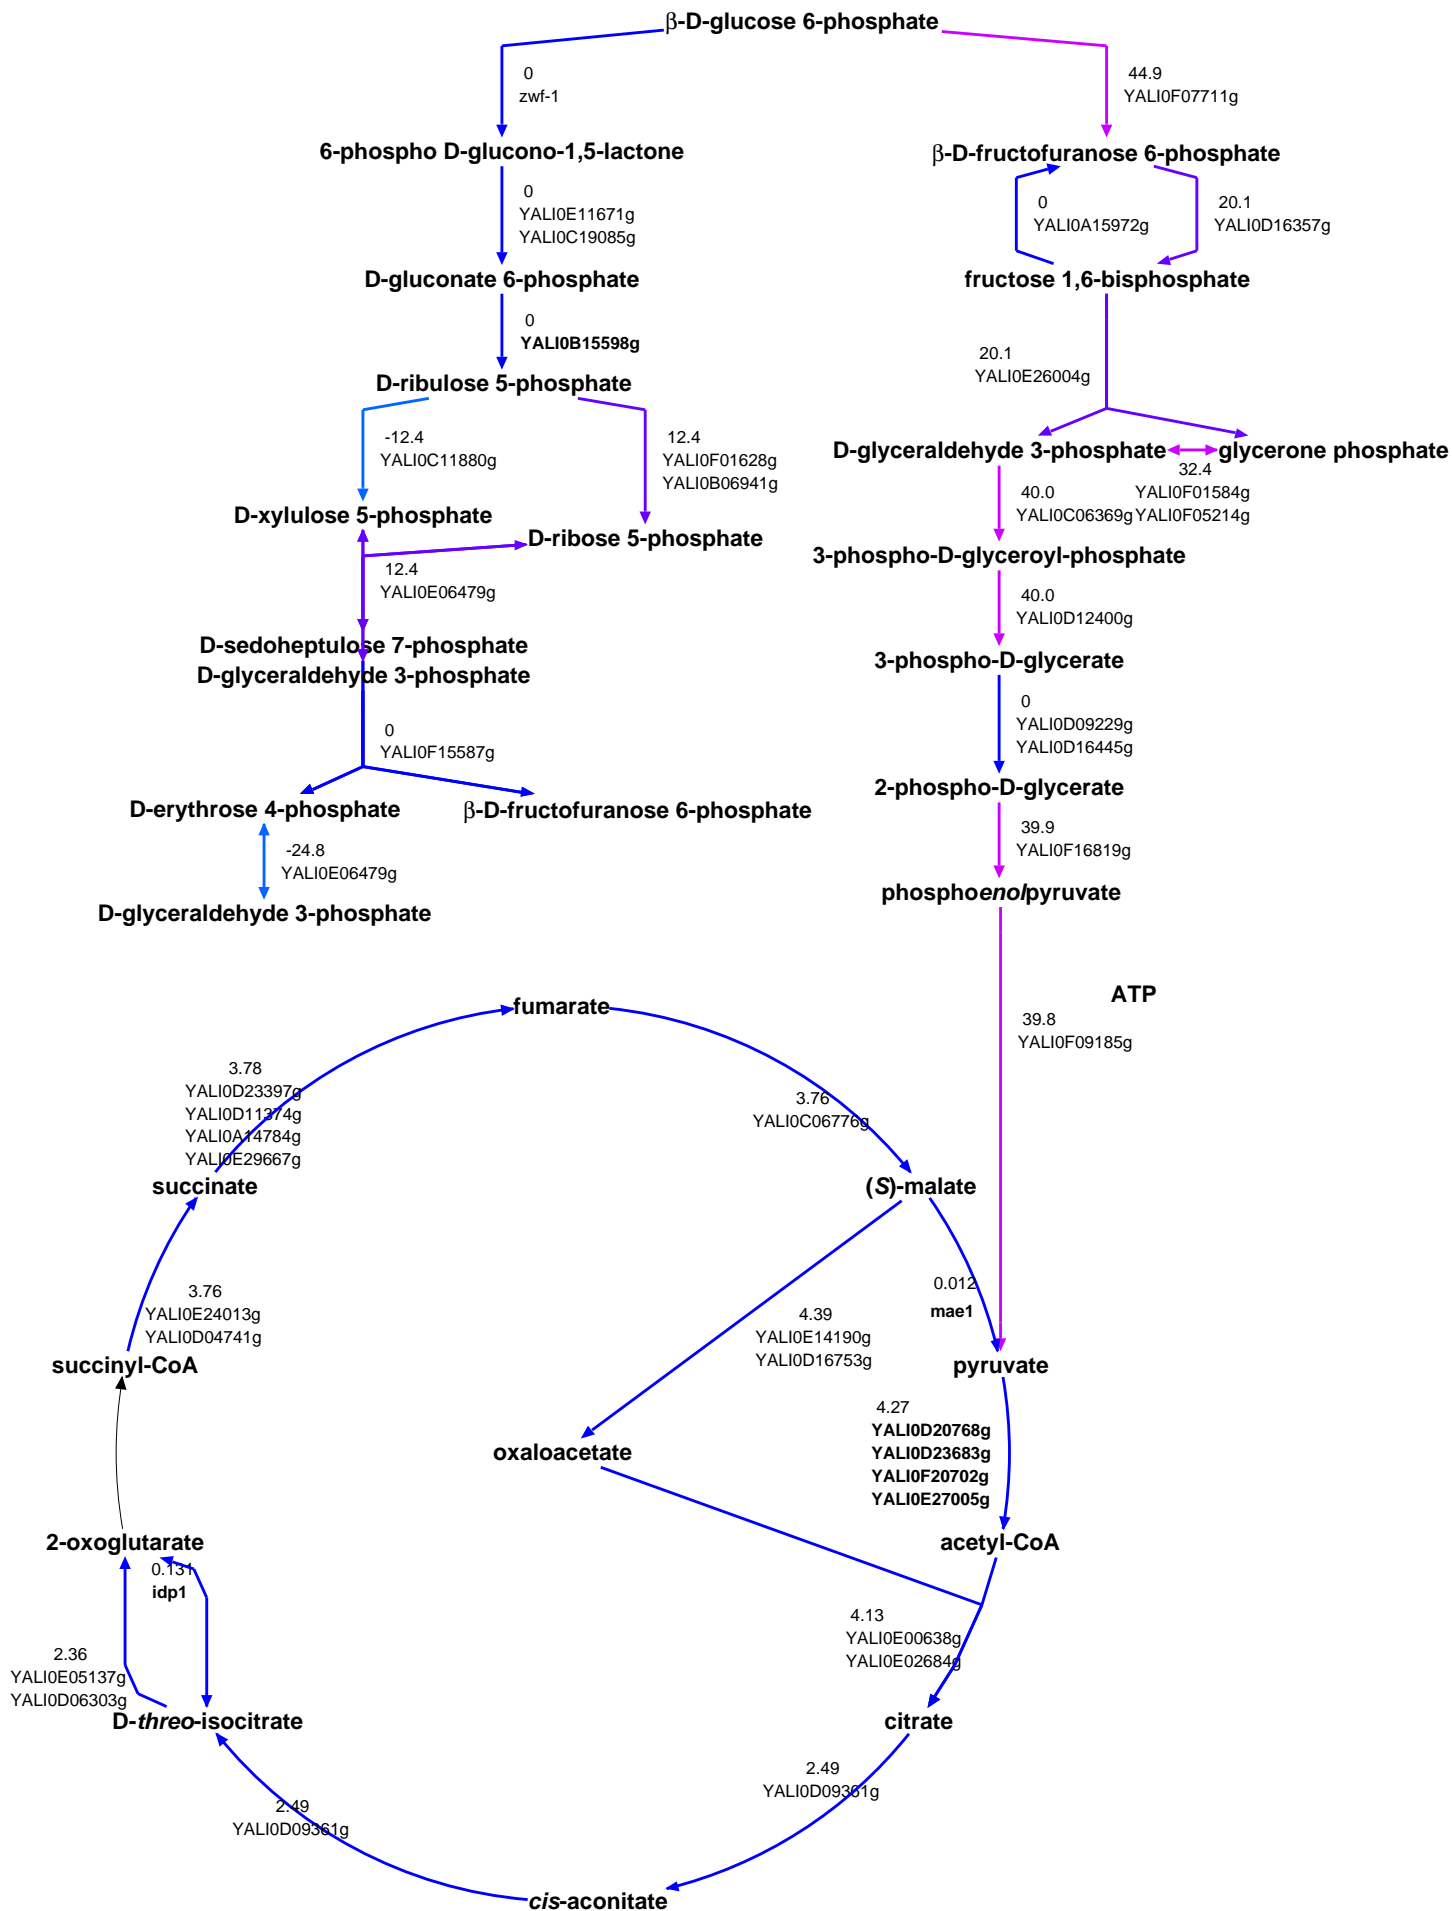 β-D-glucose 6-phosphate
0
zwf-1
44.9
YALI0F07711g
6-phospho D-glucono-1,5-lactone
β-D-fructofuranose 6-phosphate
0
YALI0E11671g
YALI0C19085g
0
YALI0A15972g
20.1
YALI0D16357g
D-gluconate 6-phosphate
fructose 1,6-bisphosphate
0
YALI0B15598g
20.1
YALI0E26004g
D-ribulose 5-phosphate
-12.4
YALI0C11880g
12.4
YALI0F01628g
YALI0B06941g
D-glyceraldehyde 3-phosphate
glycerone phosphate
32.4
YALI0F01584g
YALI0F05214g
40.0
YALI0C06369g
D-xylulose 5-phosphate
D-ribose 5-phosphate
3-phospho-D-glyceroyl-phosphate
12.4
YALI0E06479g
40.0
YALI0D12400g
D-sedoheptulose 7-phosphate
D-glyceraldehyde 3-phosphate
3-phospho-D-glycerate
0
YALI0F15587g
0
YALI0D09229g
YALI0D16445g
D-erythrose 4-phosphate
β-D-fructofuranose 6-phosphate
2-phospho-D-glycerate
-24.8
YALI0E06479g
39.9
YALI0F16819g
D-glyceraldehyde 3-phosphate
phosphoenolpyruvate
ATP
39.8
YALI0F09185g
fumarate
3.78
YALI0D23397g
YALI0D11374g
YALI0A14784g
YALI0E29667g
3.76
YALI0C06776g
succinate
(S)-malate
3.76
YALI0E24013g
YALI0D04741g
4.39
YALI0E14190g
YALI0D16753g
0.012
mae1
succinyl-CoA
pyruvate
4.27
YALI0D20768g
YALI0D23683g
YALI0F20702g
YALI0E27005g
oxaloacetate
2-oxoglutarate
acetyl-CoA
0.131
idp1
4.13
YALI0E00638g
YALI0E02684g
2.36
YALI0E05137g
YALI0D06303g
D-threo-isocitrate
citrate
2.49
YALI0D09361g
2.49
YALI0D09361g
cis-aconitate